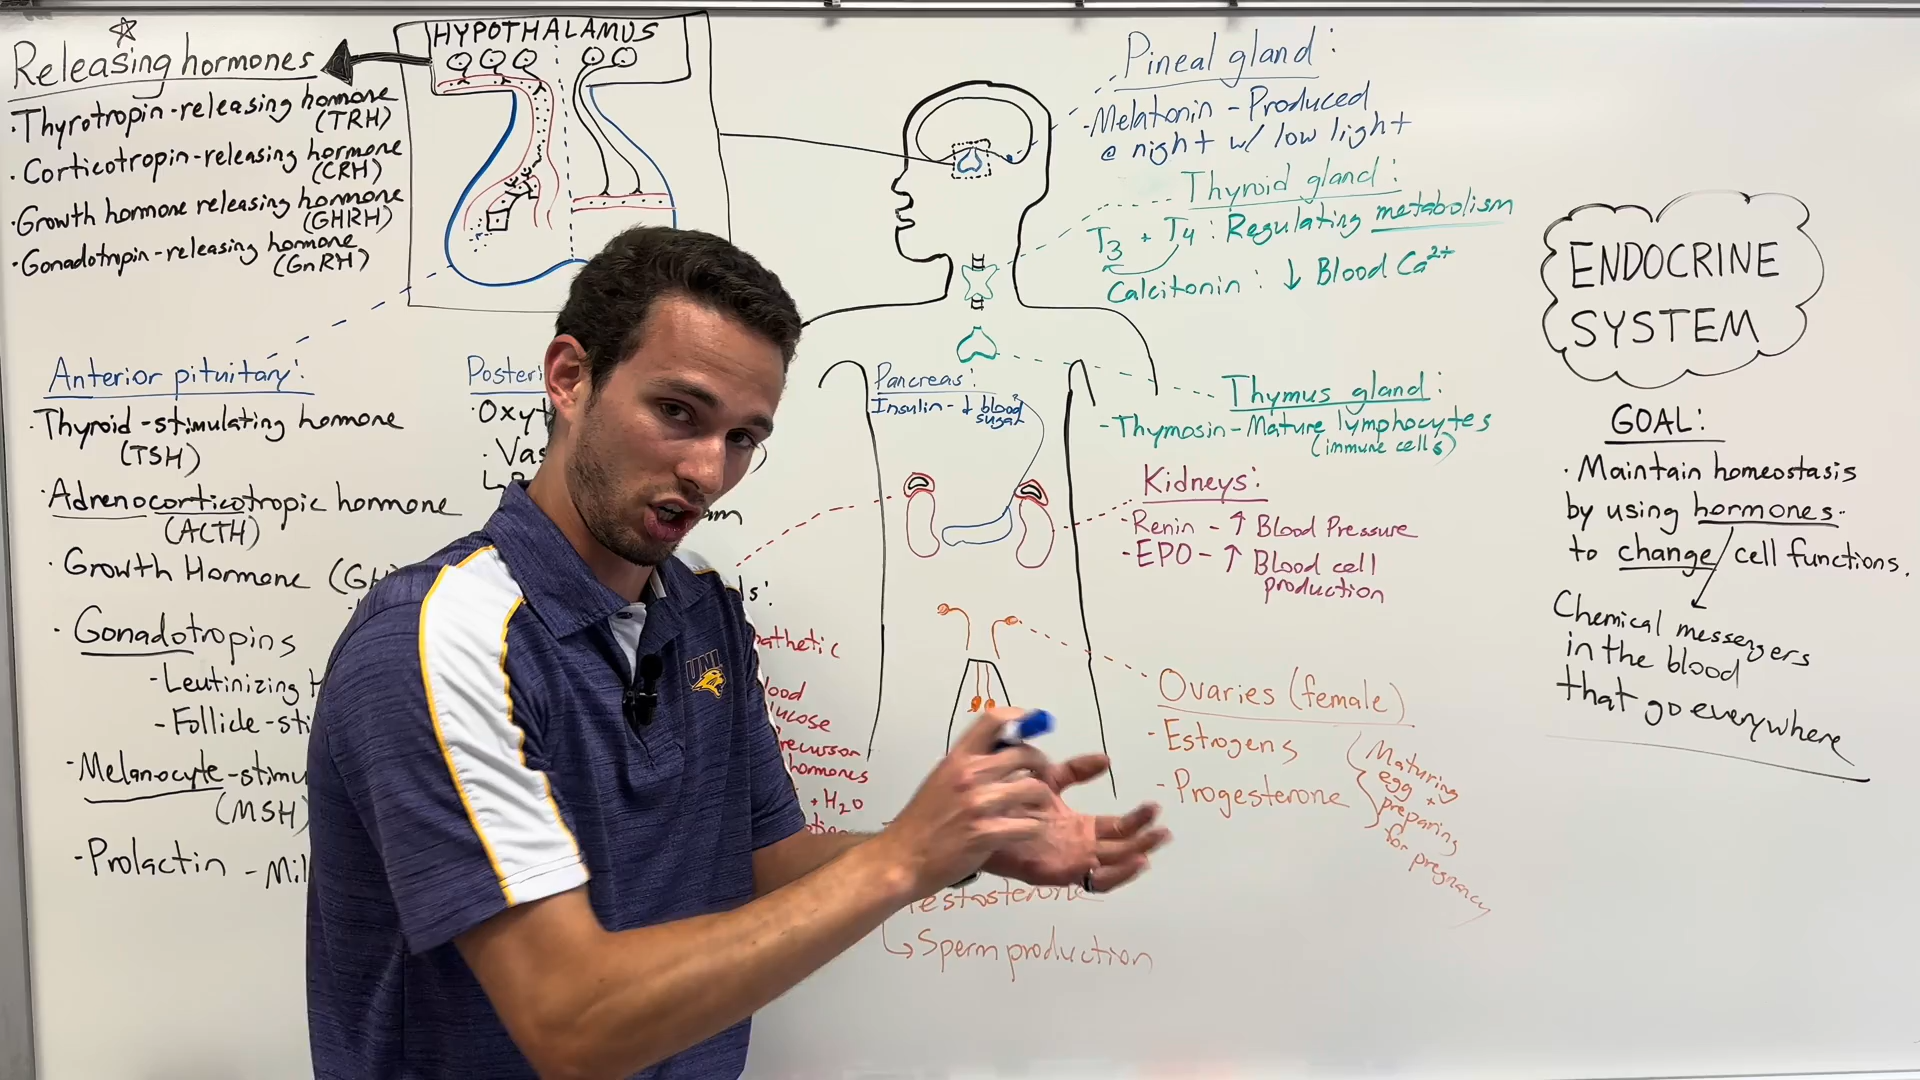 Releasing hormones
· Thyrotropin-releasing hormone
(TRH)
· Corticotropin-releasing hormone
(CRH)
· Growth hormone releasing hormone
(GHRH)
· Gonadotropin-releasing hormone
(GnRH)
HYPOTHALAMUS
Anterior pituitary:
· Thyroid-stimulating hormone
(TSH)
· Adrenocorticotropic hormone
(ACTH)
· Growth Hormone
· Gonadotropins
- Leutinizing
- Follicle-
· Melanocyte-
(MSH)
· Prolactin -
Pineal gland:
- Melatonin - Produced
@ night w/ low light
Thyroid gland:
T3 + T4 : Regulating metabolism
Calcitonin : ↓ Blood Ca2+
Thymus gland:
- Thymosin - Mature lymphocytes
(immune cells)
Pancreas:
Insulin - ↓ blood
sugar
Kidneys:
- Renin - ↑ Blood Pressure
- EPO - ↑ Blood cell
production
+ H2O
hormones
Ovaries (female)
- Estrogens
- Progesterone
Maturing
egg +
preparing
for pregnancy
Testosterone
↳ Sperm production
UNI
ENDOCRINE
SYSTEM
GOAL:
· Maintain homeostasis
by using hormones
to change cell functions.
Chemical messengers
in the blood
that go everywhere